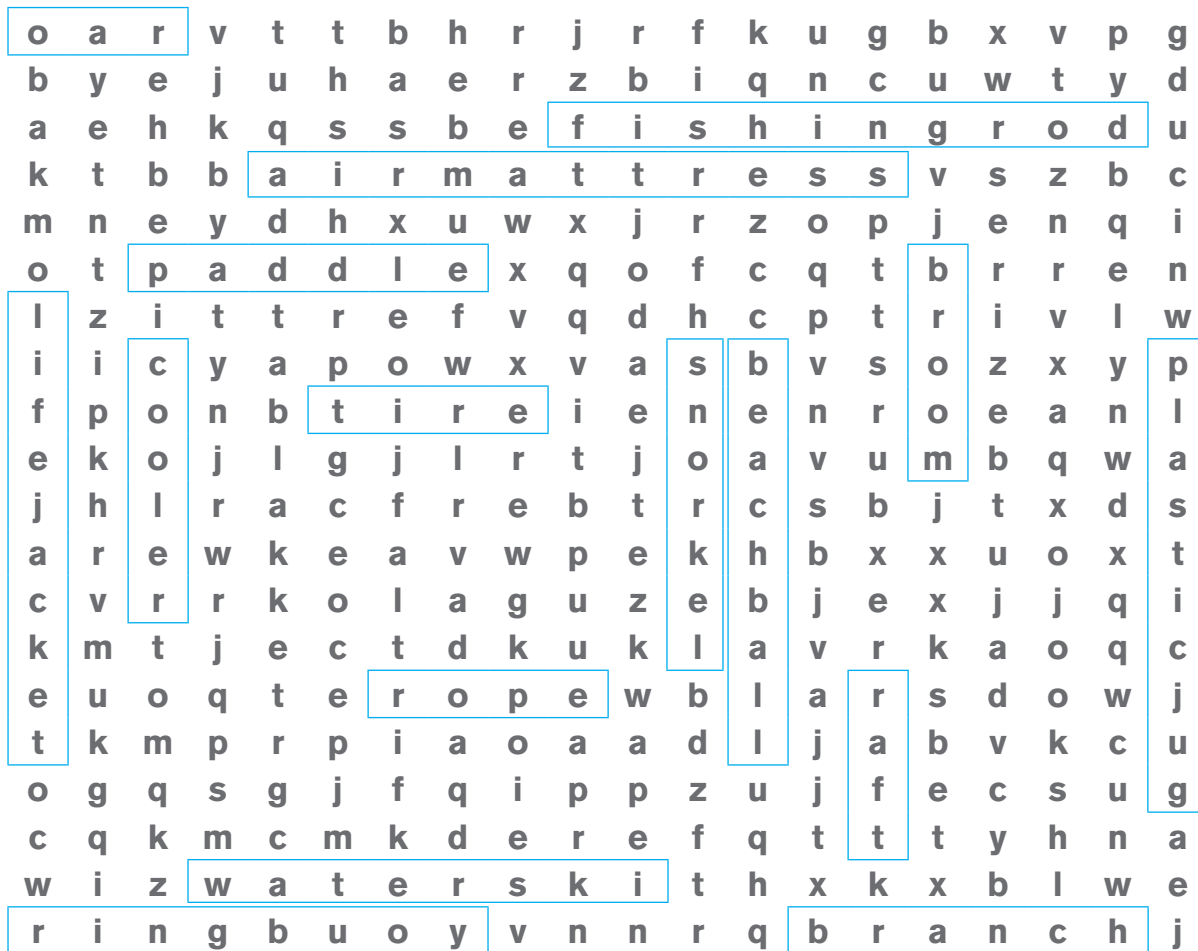 o a r v t t b h r j r f k u g b x v p g
b y e j u h a e r z b i q n c u w t y d
a e h k q s s b e f i s h i n g r o d u
k t b b a i r m a t t r e s s v s z b c
m n e y d h x u w x j r z o p j e n q i
o t p a d d l e x q o f c q t b r r e n
l z i t t r e f v q d h c p t r i v l w
i i c y a p o w x v a s b v s o z x y p
f p o n b t i r e i e n e n r o e a n l
e k o j l g j l r t j o a v u m b q w a
j h l r a c f r e b t r c s b j t x d s
a r e w k e a v w p e k h b x x u o x t
c v r r k o l a g u z e b j e x j j q i
k m t j e c t d k u k l a v r k a o q c
e u o q t e r o p e w b l a r s d o w j
t k m p r p i a o a a d l j a b v k c u
o g q s g j f q i p p z u j f e c s u g
c q k m c m k d e r e f q t t t y h n a
w i z w a t e r s k i t h x k x b l w e
r i n g b u o y v n n r q b r a n c h j